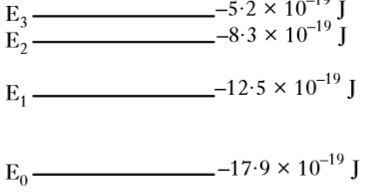 E₃ –5·2 × 10⁻¹⁹ J
E₂ –8·3 × 10⁻¹⁹ J
E₁ –12·5 × 10⁻¹⁹ J
E₀ –17·9 × 10⁻¹⁹ J